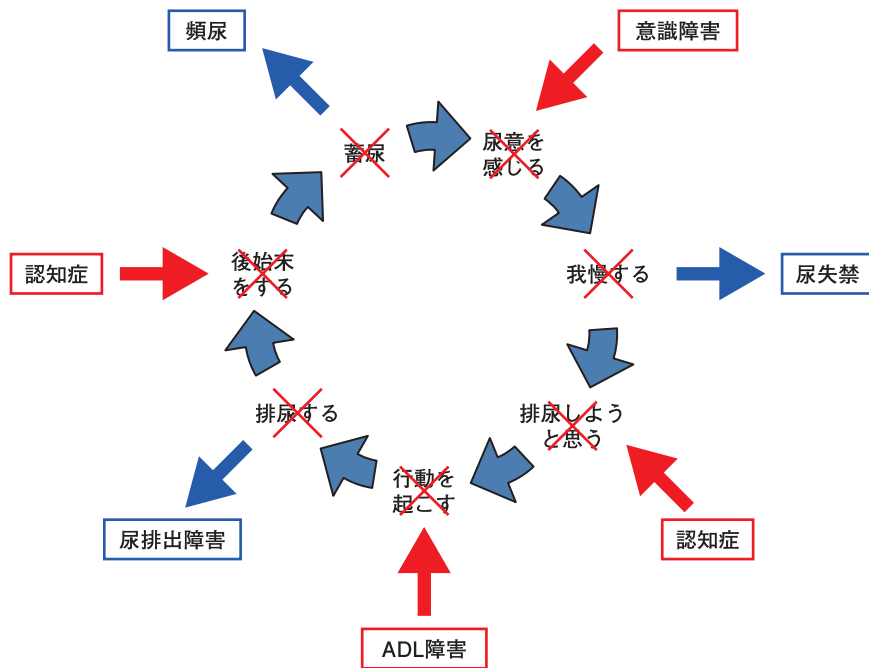 頻尿
意識障害
蓄尿
尿意を
感じる
認知症
後始末
をする
我慢する
尿失禁
排尿する
排尿しよう
と思う
行動を
起こす
尿排出障害
認知症
ADL障害